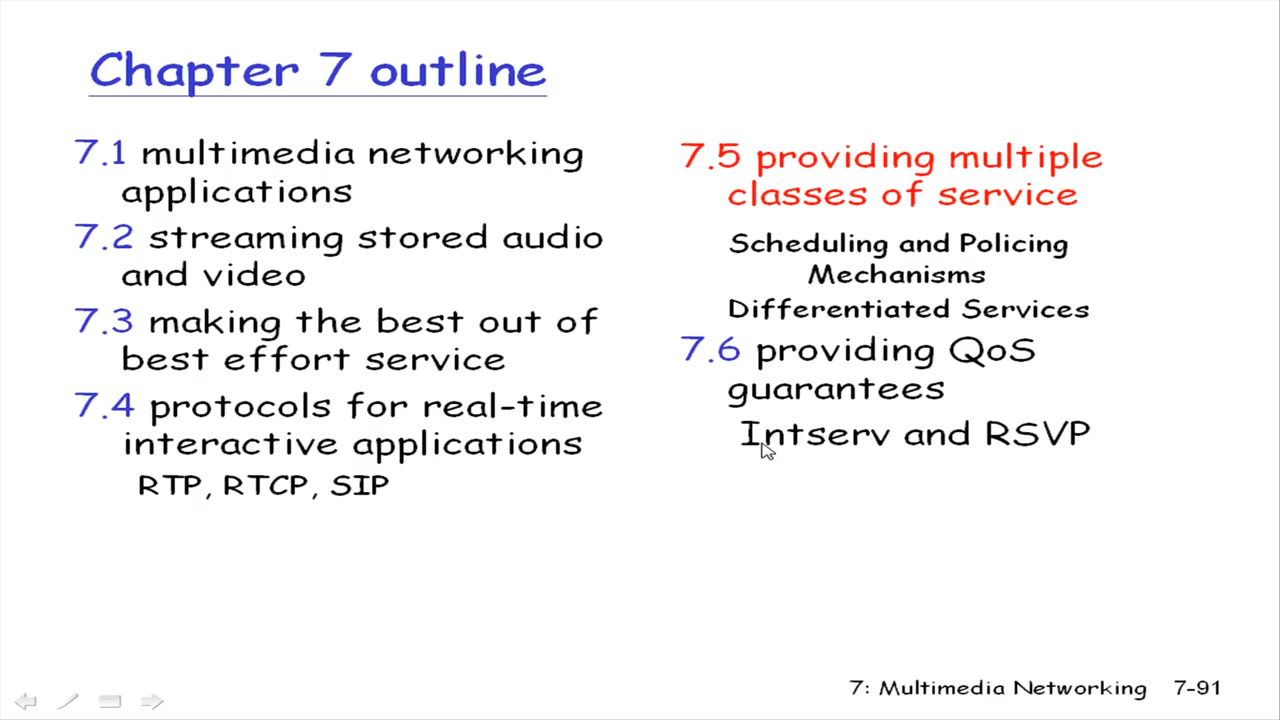 Chapter 7 outline
7.1 multimedia networking
applications
7.2 streaming stored audio
and video
7.3 making the best out of
best effort service
7.4 protocols for real-time
interactive applications
RTP, RTCP, SIP
7.5 providing multiple
classes of service
Scheduling and Policing
Mechanisms
Differentiated Services
7.6 providing QoS
guarantees
Intserv and RSVP
7: Multimedia Networking 7-91